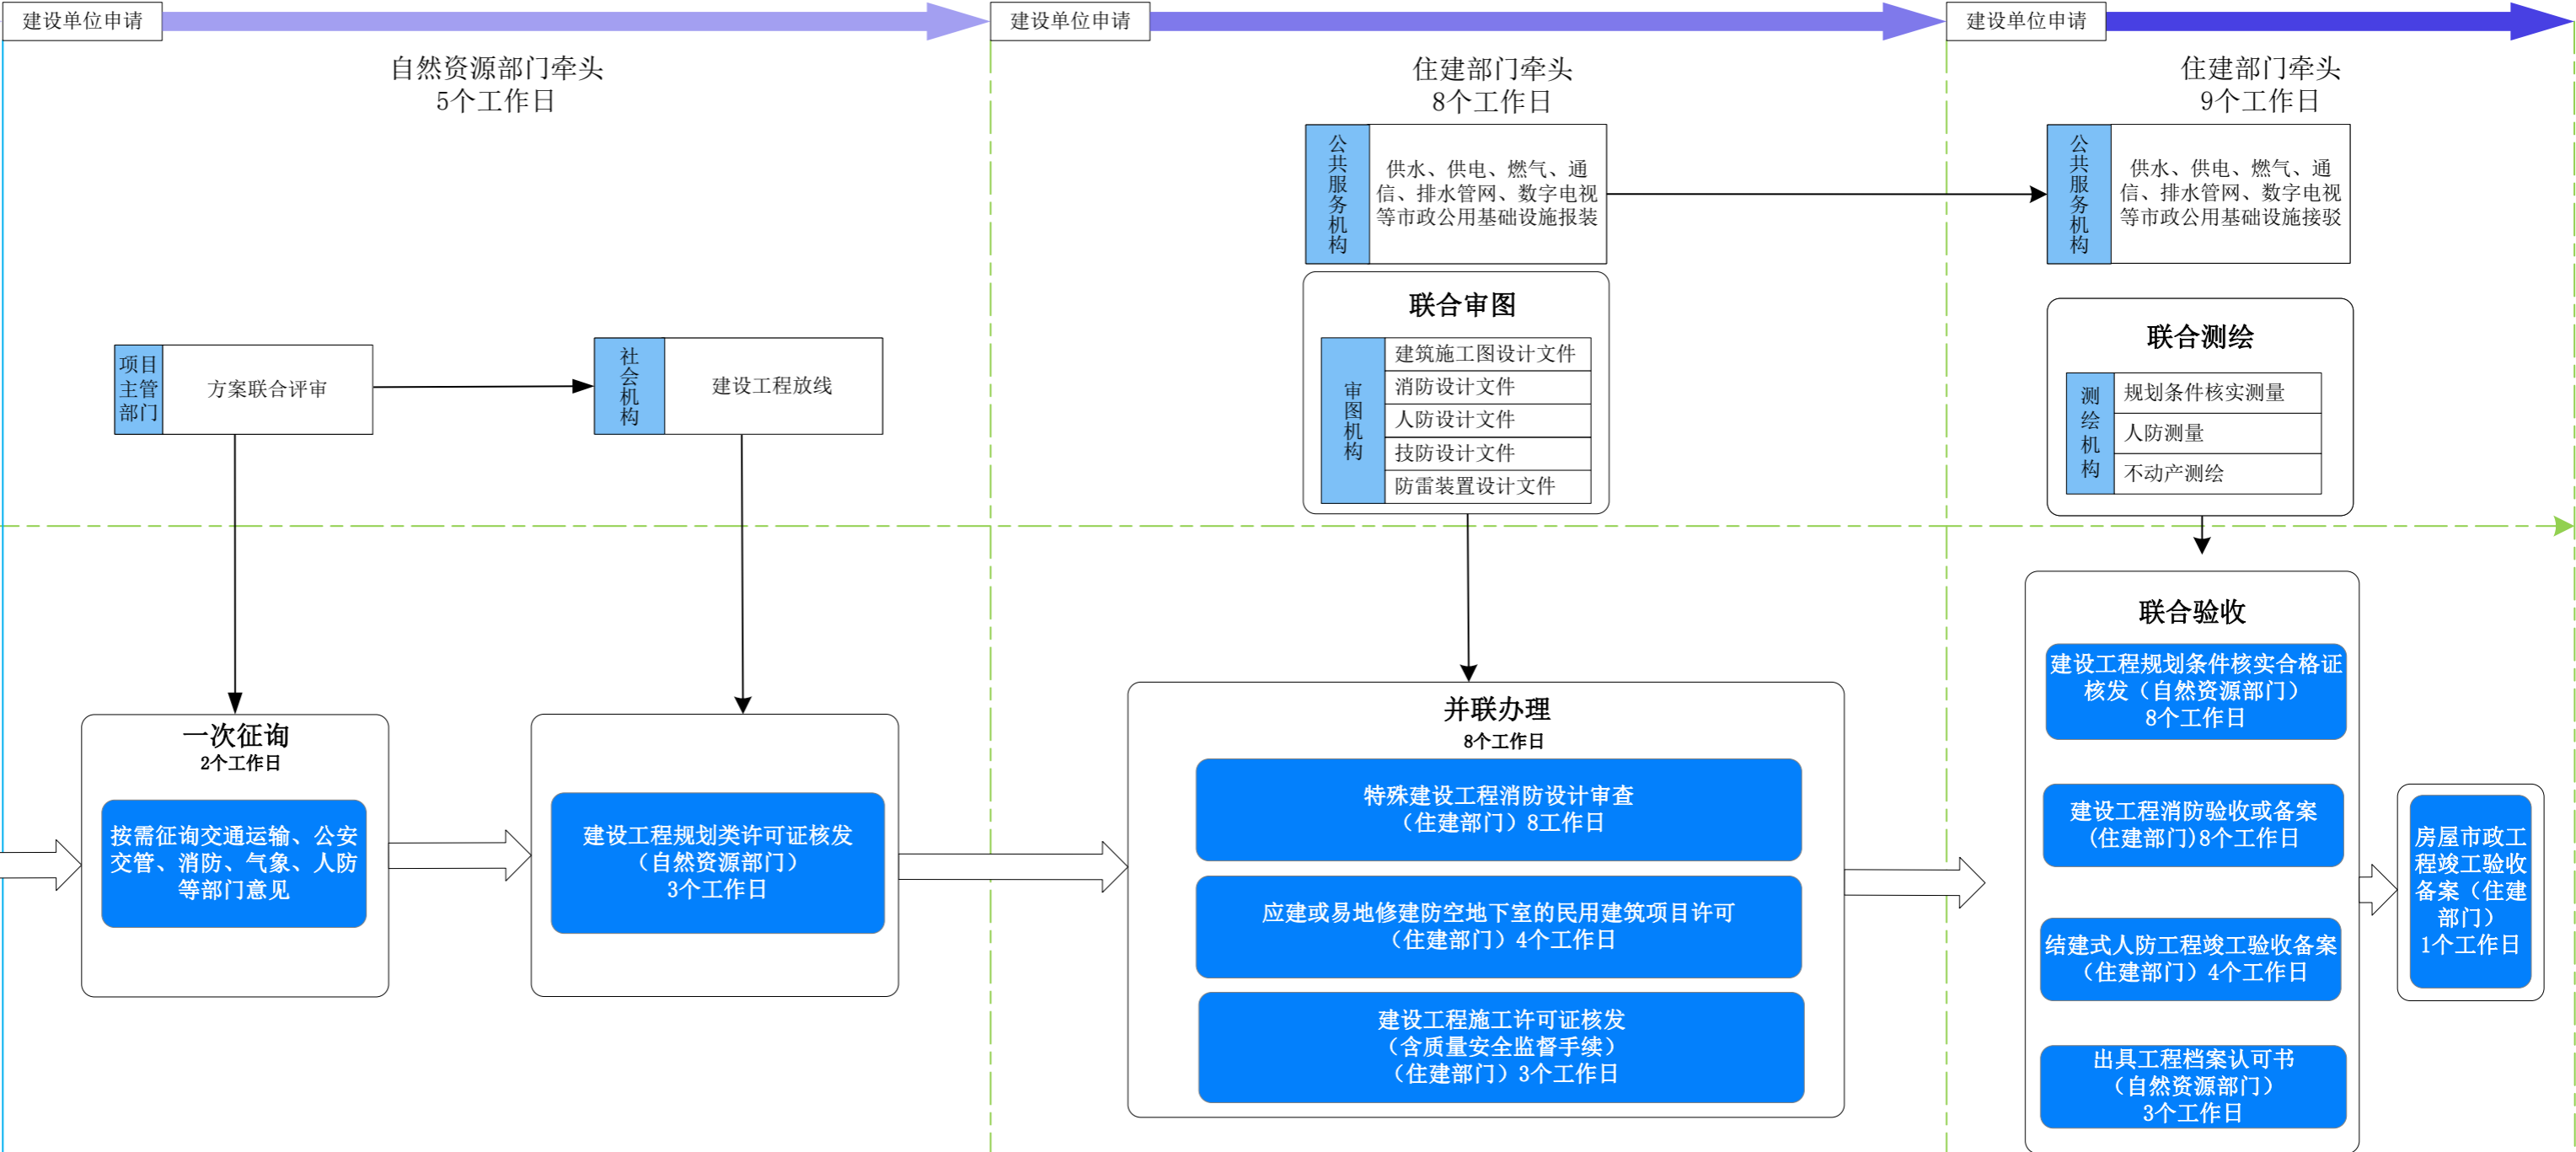 建设单位申请
自然资源部门牵头
5个工作日
项目
主管
部门
方案联合评审
社
会
机
构
建设工程放线
一次征询
2个工作日
按需征询交通运输、公安
交管、消防、气象、人防
等部门意见
建设工程规划类许可证核发
（自然资源部门）
3个工作日
建设单位申请
住建部门牵头
8个工作日
公
共
服
务
机
构
供水、供电、燃气、通
信、排水管网、数字电视
等市政公用基础设施报装
联合审图
审
图
机
构
建筑施工图设计文件
消防设计文件
人防设计文件
技防设计文件
防雷装置设计文件
并联办理
8个工作日
特殊建设工程消防设计审查
（住建部门）8工作日
应建或易地修建防空地下室的民用建筑项目许可
（住建部门）4个工作日
建设工程施工许可证核发
（含质量安全监督手续）
（住建部门）3个工作日
建设单位申请
住建部门牵头
9个工作日
公
共
服
务
机
构
供水、供电、燃气、通
信、排水管网、数字电视
等市政公用基础设施接驳
联合测绘
测
绘
机
构
规划条件核实测量
人防测量
不动产测绘
联合验收
建设工程规划条件核实合格证
核发（自然资源部门）
8个工作日
建设工程消防验收或备案
(住建部门)8个工作日
结建式人防工程竣工验收备案
（住建部门）4个工作日
出具工程档案认可书
（自然资源部门）
3个工作日
房屋市政工
程竣工验收
备案（住建
部门）
1个工作日